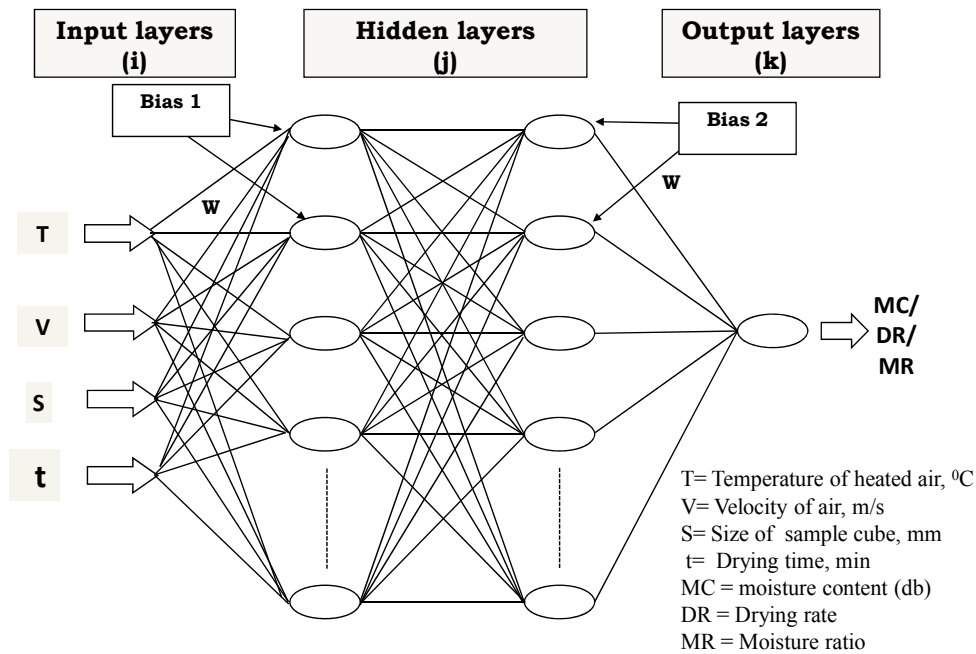 Input layers
(i)
Hidden layers
(j)
Output layers
(k)
Bias 1
Bias 2
W
W
T
V
S
t
MC/
DR/
MR
T= Temperature of heated air, ⁰C
V= Velocity of air, m/s
S= Size of sample cube, mm
t= Drying time, min
MC = moisture content (db)
DR = Drying rate
MR = Moisture ratio